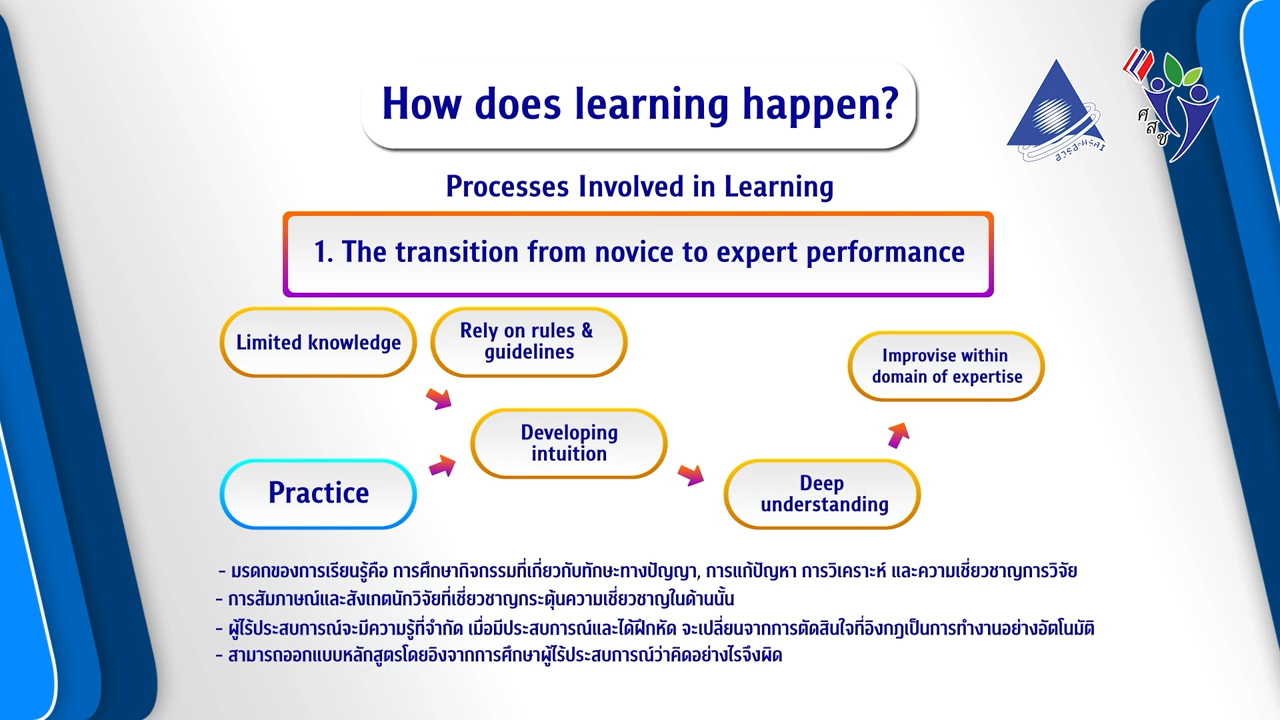 How does learning happen?
สวรส-HSRI
ศสช
Processes Involved in Learning
1. The transition from novice to expert performance
Limited knowledge
Rely on rules &
guidelines
Improvise within
domain of expertise
Developing
intuition
Practice
Deep
understanding
- มรดกของการเรียนรู้คือ การศึกษากิจกรรมที่เกี่ยวกับทักษะทางปัญญา, การแก้ปัญหา การวิเคราะห์ และความเชี่ยวชาญการวิจัย
- การสัมภาษณ์และสังเกตนักวิจัยที่เชี่ยวชาญกระตุ้นความเชี่ยวชาญในด้านนั้น
- ผู้ไร้ประสบการณ์จะมีความรู้ที่จำกัด เมื่อมีประสบการณ์และได้ฝึกหัด จะเปลี่ยนจากการตัดสินใจที่อิงกฎเป็นการทำงานอย่างอัตโนมัติ
- สามารถออกแบบหลักสูตรโดยอิงจากการศึกษาผู้ไร้ประสบการณ์ว่าคิดอย่างไรจึงผิด